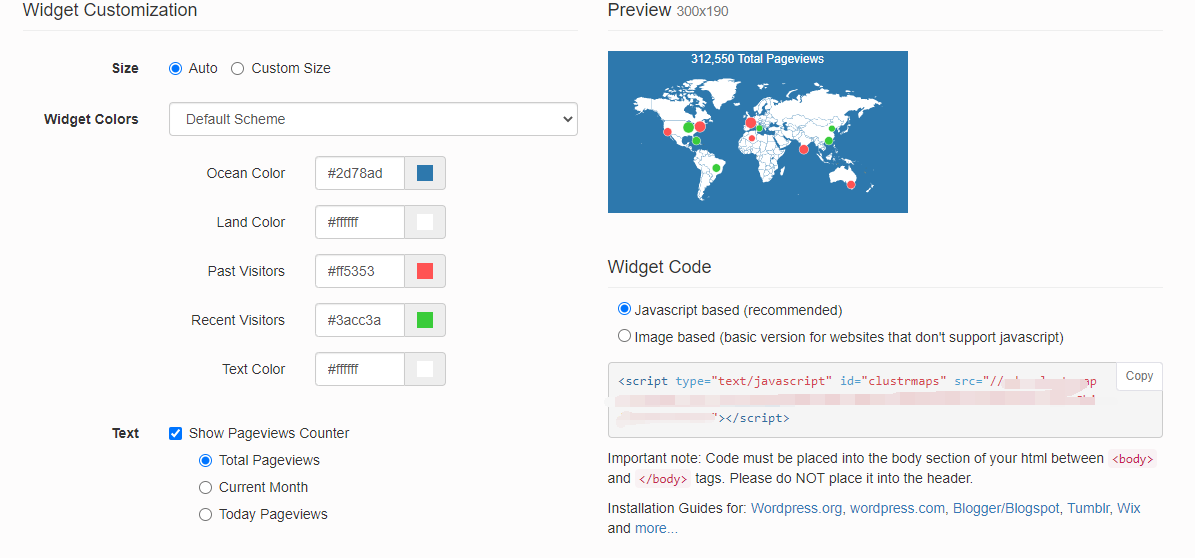 Widget Customization
Size
Auto
Custom Size
Widget Colors
Default Scheme
Ocean Color
#2d78ad
Land Color
#ffffff
Past Visitors
#ff5353
Recent Visitors
#3acc3a
Text Color
#ffffff
Text
Show Pageviews Counter
Total Pageviews
Current Month
Today Pageviews
Preview 300x190
312,550 Total Pageviews
Widget Code
Javascript based (recommended)
Image based (basic version for websites that don't support javascript)
<script type="text/javascript" id="clustrmaps" src="//
"></script>
Copy
Important note: Code must be placed into the body section of your html between <body>
and </body> tags. Please do NOT place it into the header.
Installation Guides for: Wordpress.org, wordpress.com, Blogger/Blogspot, Tumblr, Wix
and more...